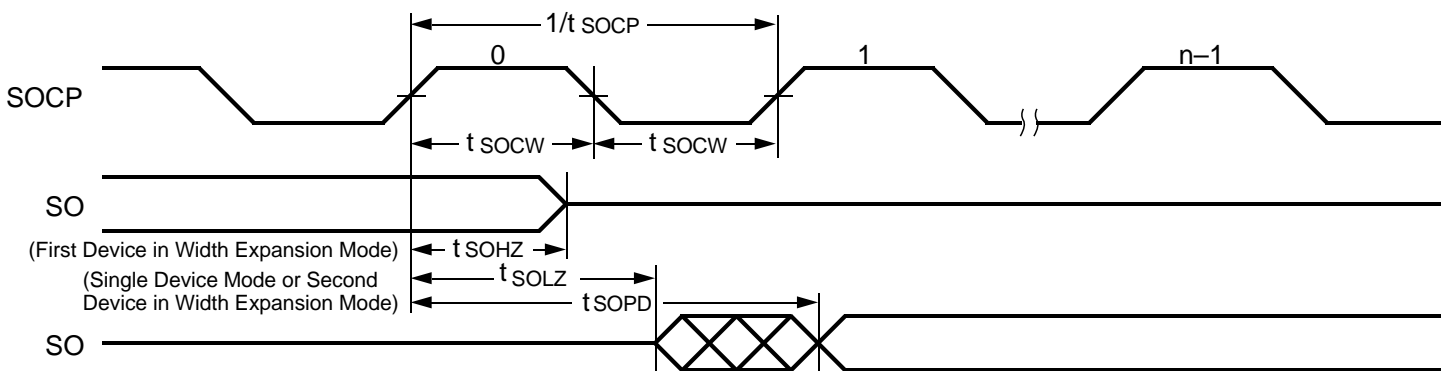 1/t SOCP
0
1
n–1
SOCP
t SOCW
t SOCW
SO
(First Device in Width Expansion Mode)
t SOHZ
(Single Device Mode or Second
Device in Width Expansion Mode)
t SOLZ
t SOPD
SO